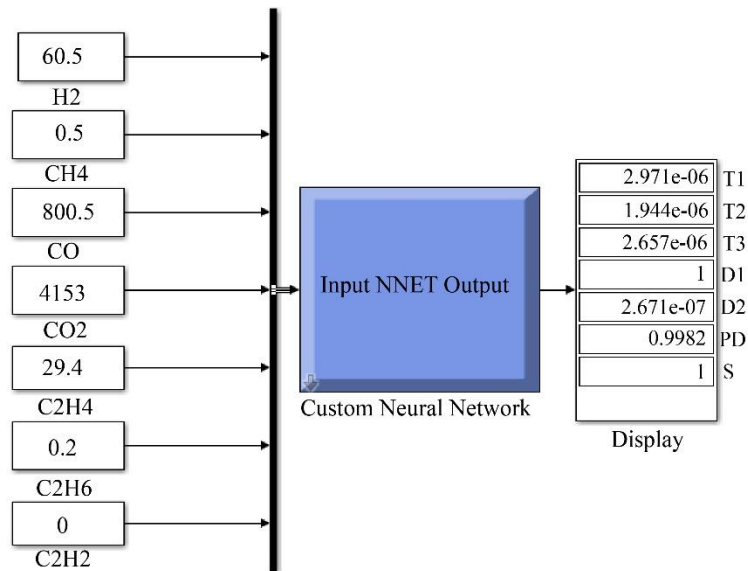 60.5
H2
0.5
CH4
800.5
CO
4153
CO2
29.4
C2H4
0.2
C2H6
0
C2H2
Input NNET Output
Custom Neural Network
2.971e-06 T1
1.944e-06 T2
2.657e-06 T3
1 D1
2.671e-07 D2
0.9982 PD
1 S
Display